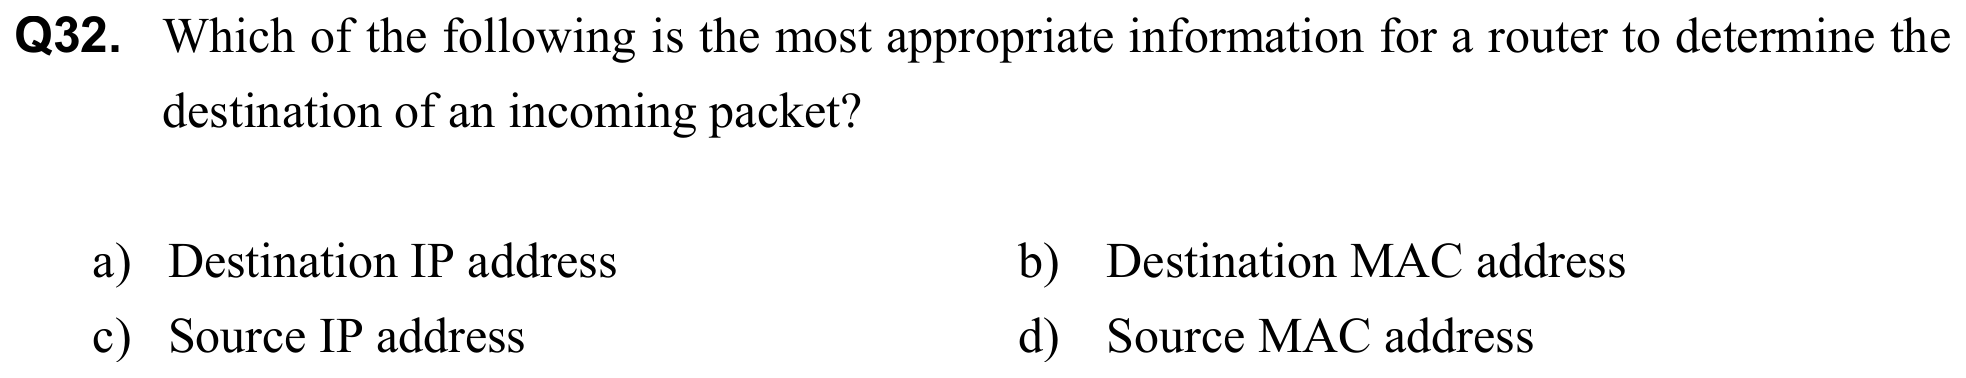 Q32. Which of the following is the most appropriate information for a router to determine the
destination of an incoming packet?
a) Destination IP address b) Destination MAC address
c) Source IP address d) Source MAC address